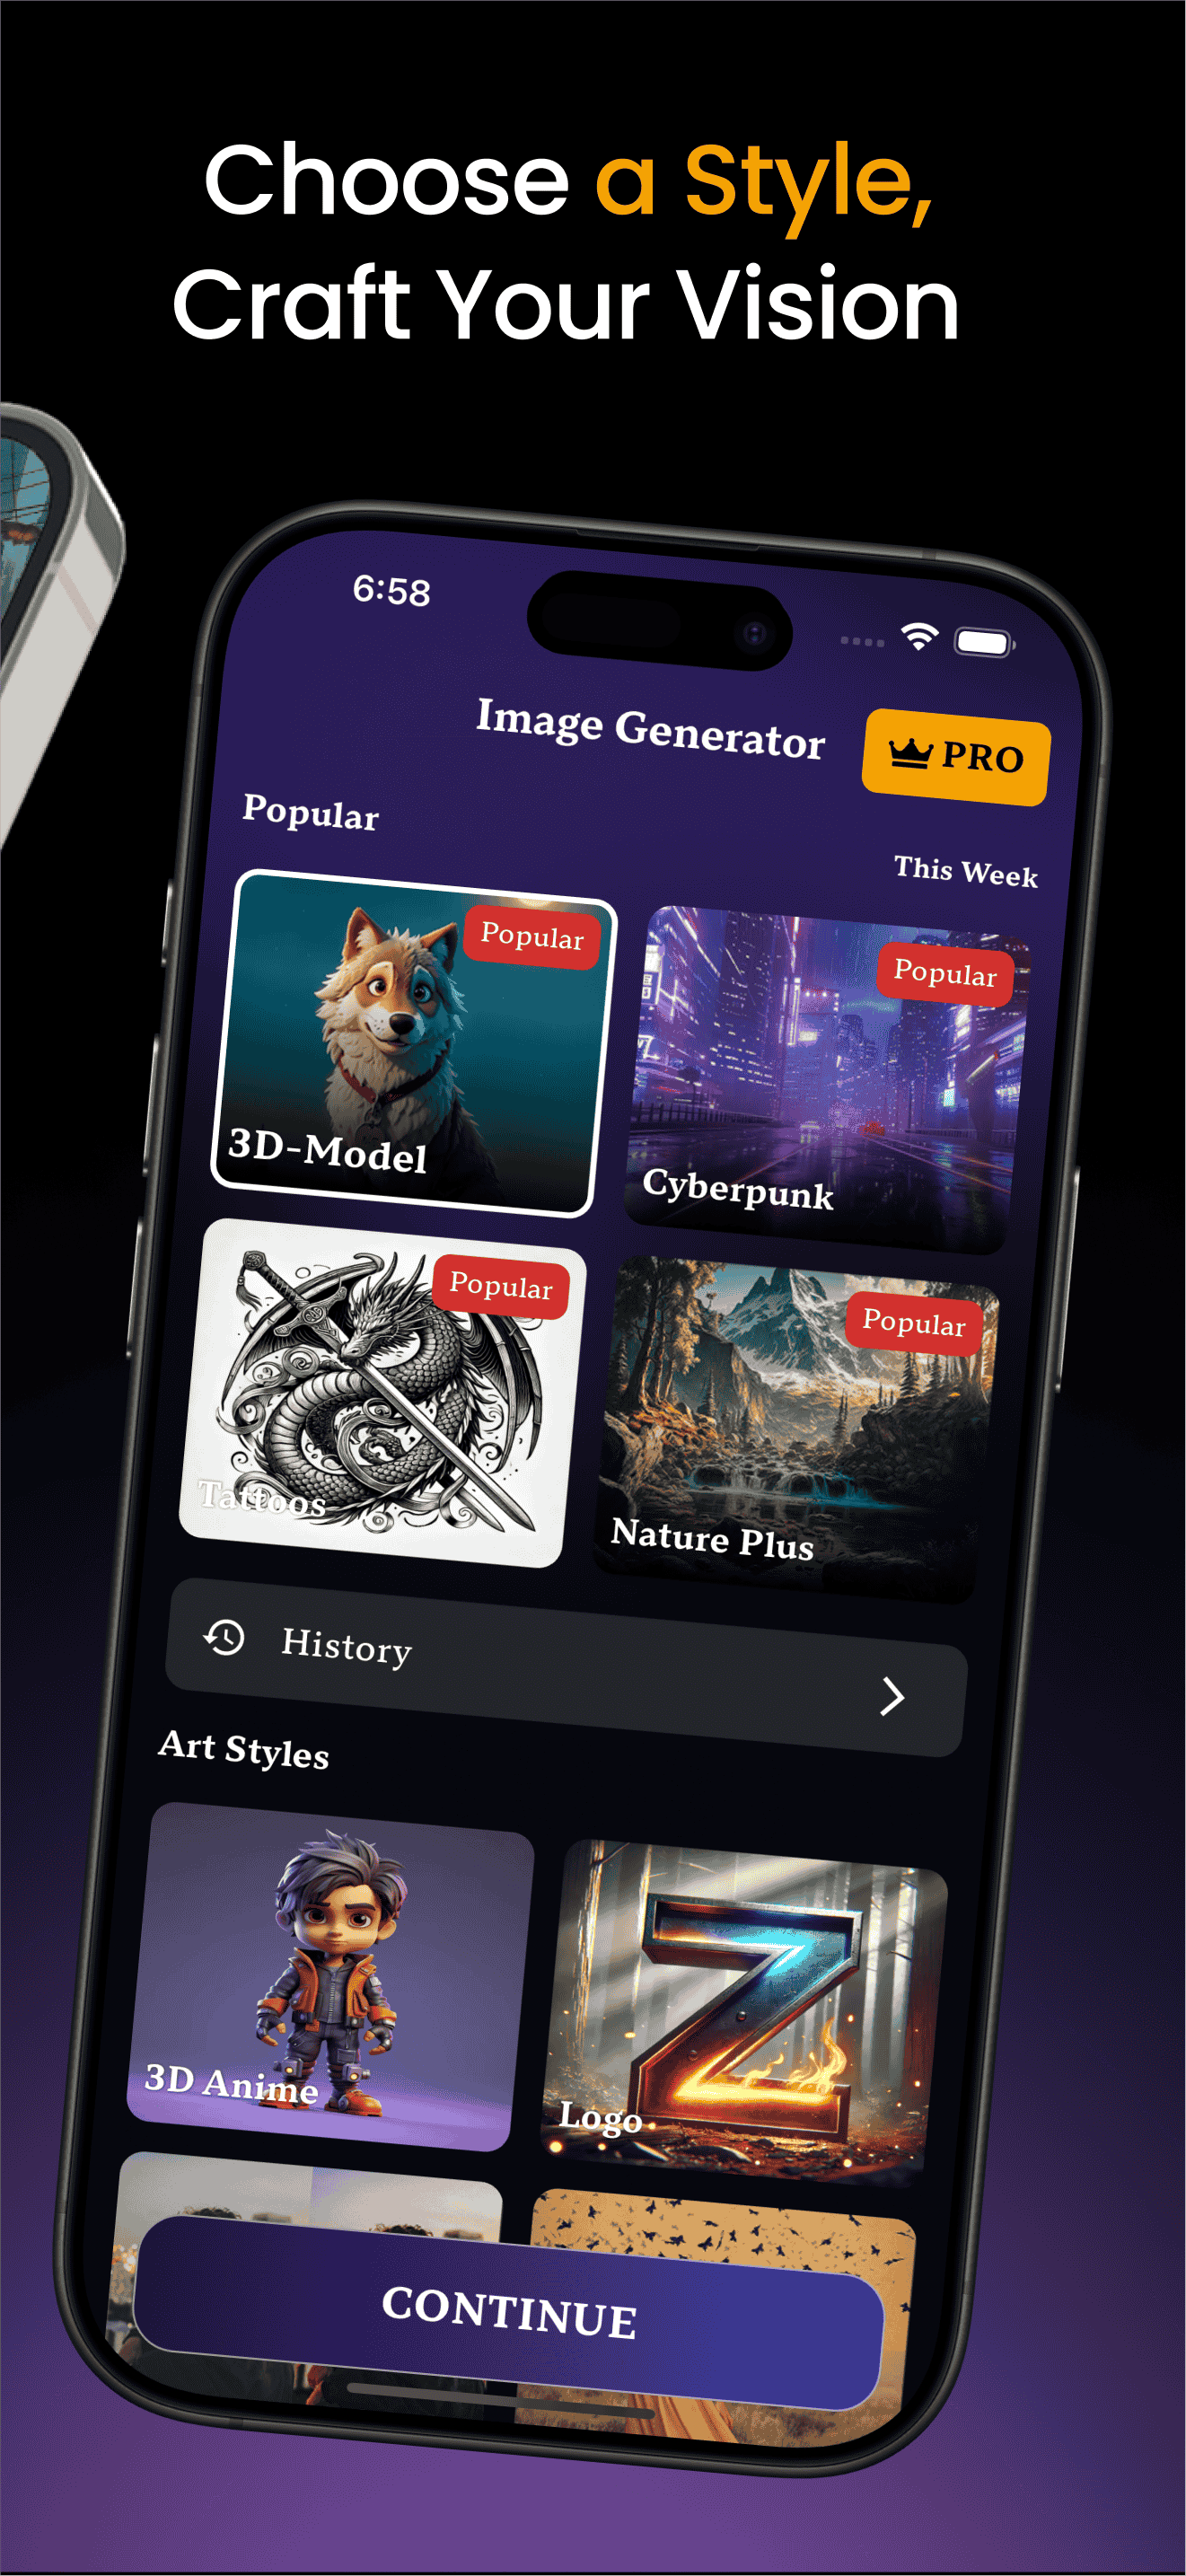 Choose a Style,
Craft Your Vision
6:58
Image Generator
PRO
Popular
This Week
Popular
3D-Model
Popular
Cyberpunk
Popular
Tattoos
Popular
Nature Plus
History
Art Styles
3D Anime
Z
Logo
CONTINUE